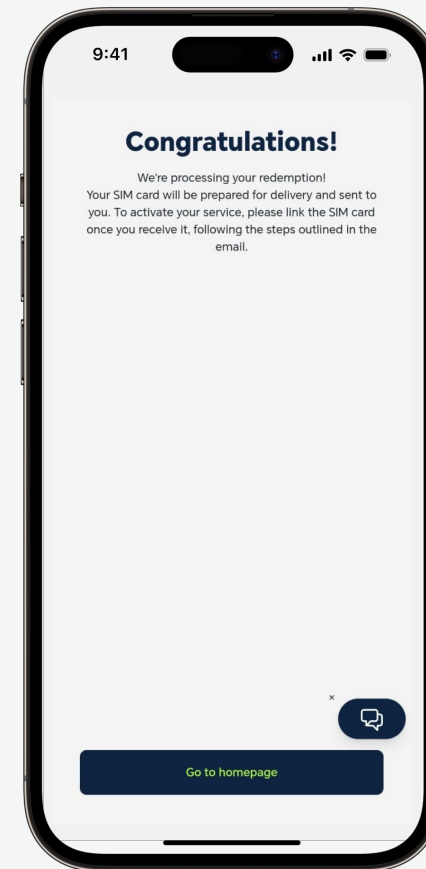 9:41
Congratulations!
We're processing your redemption!
Your SIM card will be prepared for delivery and sent to
you. To activate your service, please link the SIM card
once you receive it, following the steps outlined in the
email.
×
Go to homepage